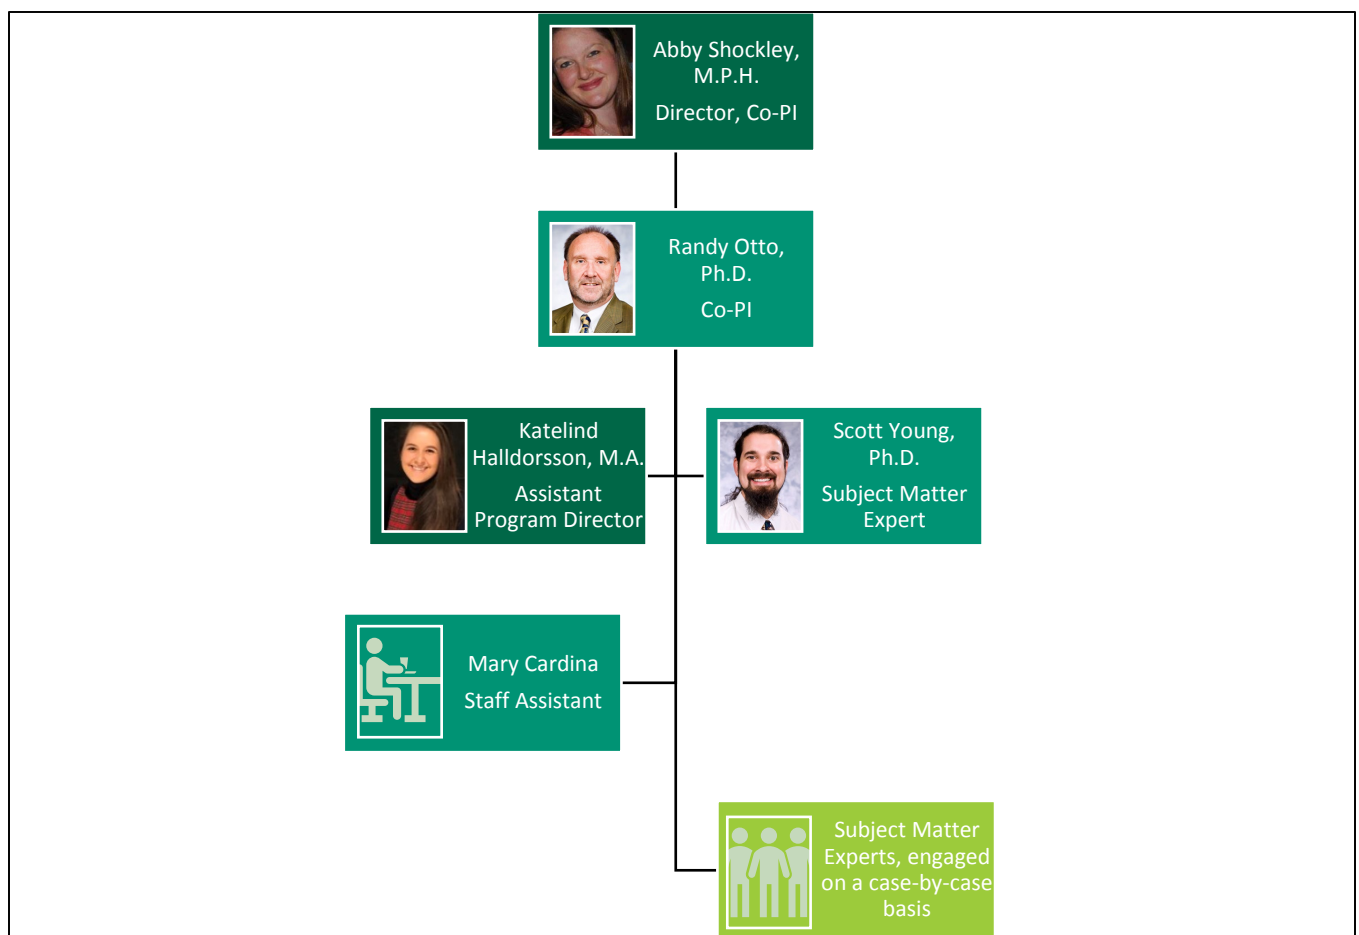 Abby Shockley,
M.P.H.
Director, Co-PI
Randy Otto,
Ph.D.
Co-PI
Katelind
Halldorsson, M.A.
Assistant
Program Director
Scott Young,
Ph.D.
Subject Matter
Expert
Mary Cardina
Staff Assistant
Subject Matter
Experts, engaged
on a case-by-case
basis